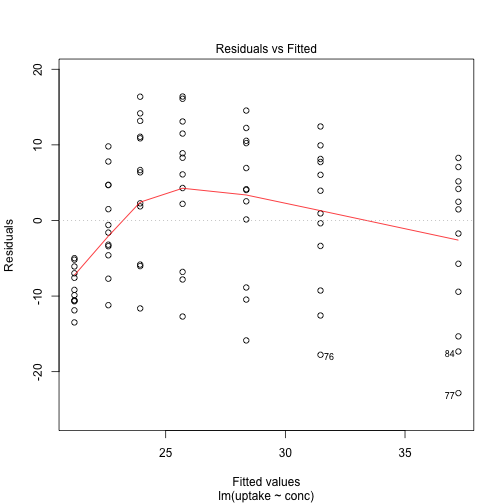 Residuals vs Fitted
20
10
0
-10
-20
Residuals
76
84
77
25
30
35
Fitted values
lm(uptake ~ conc)